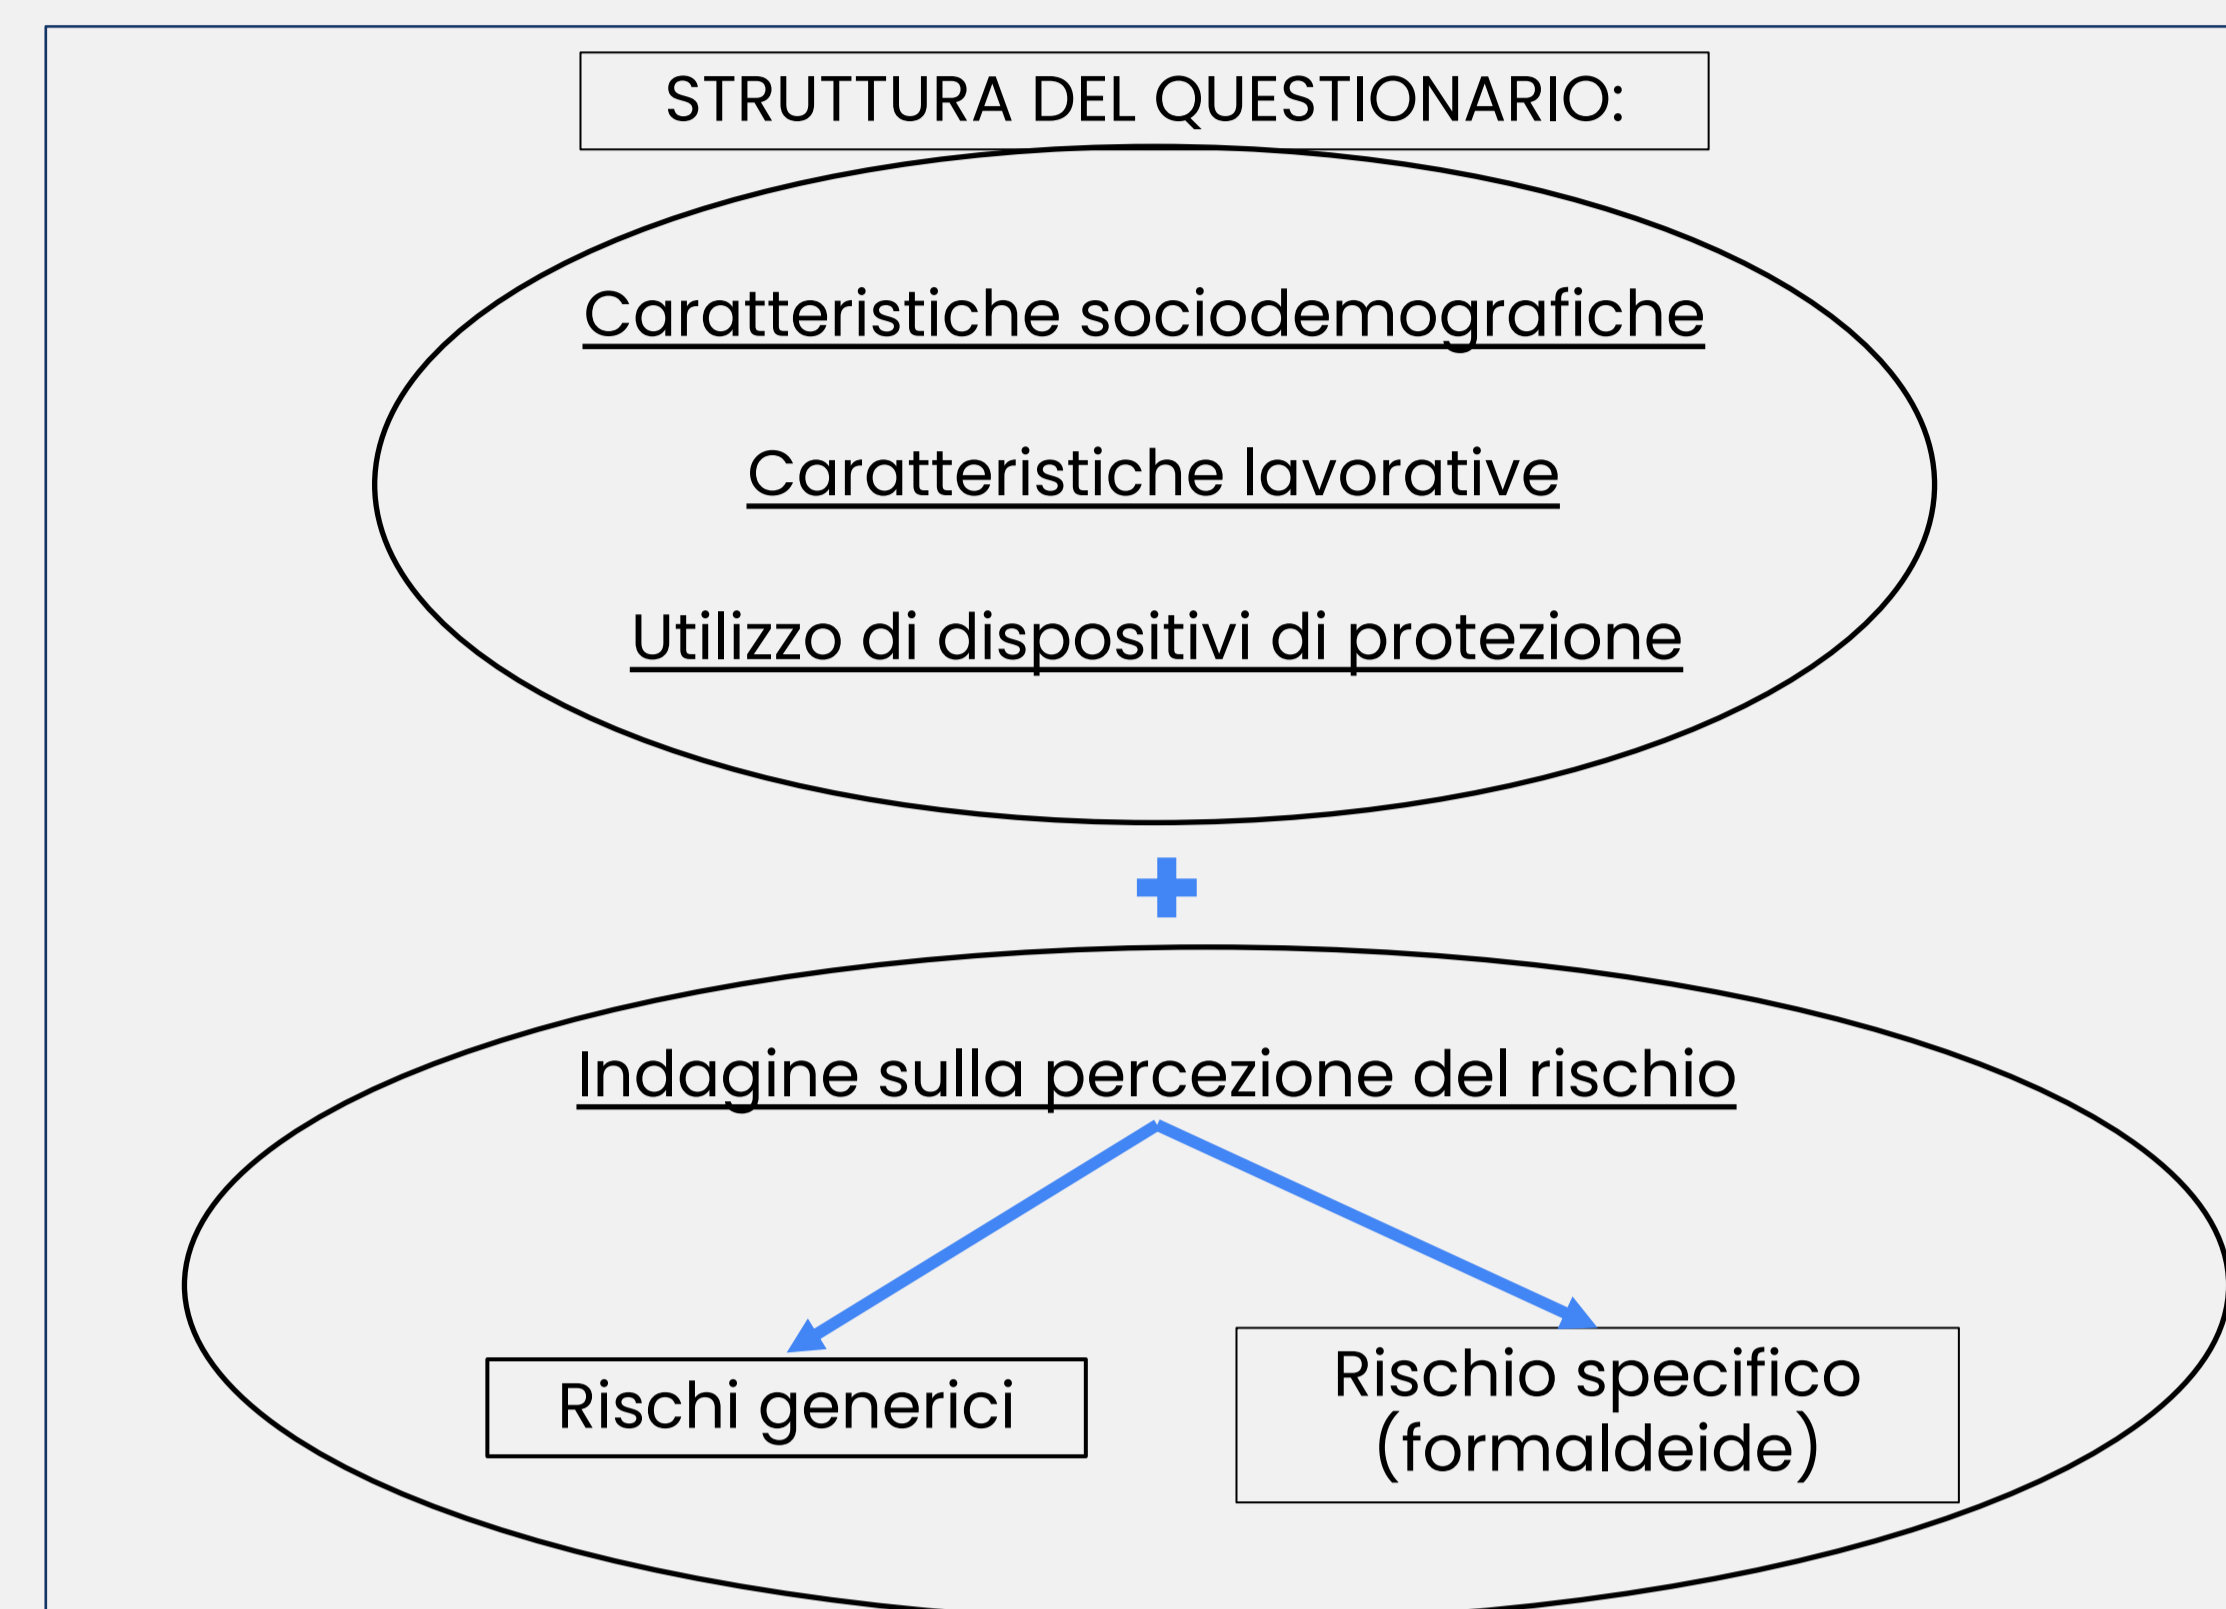 STRUTTURA DEL QUESTIONARIO:
Caratteristiche sociodemografiche
Caratteristiche lavorative
Utilizzo di dispositivi di protezione
Indagine sulla percezione del rischio
Rischi generici
Rischio specifico
(formaldeide)